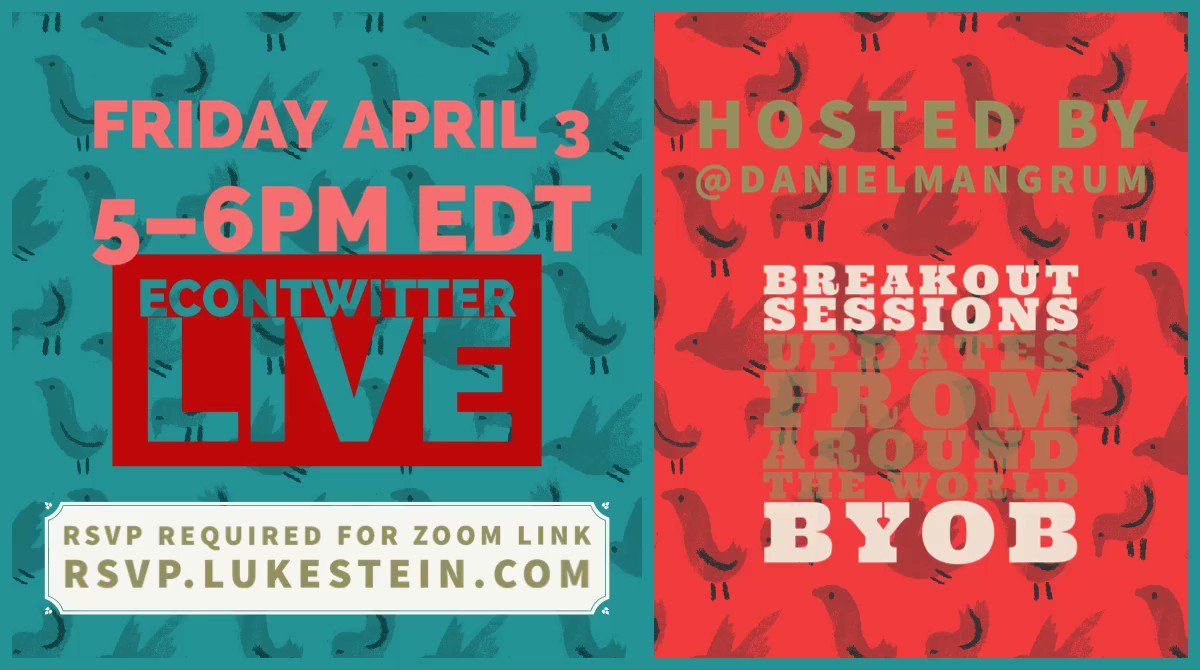 FRIDAY APRIL 3
5–6PM EDT
ECONTWITTER
LIVE
RSVP REQUIRED FOR ZOOM LINK
RSVP.LUKESTEIN.COM
HOSTED BY
@DANIELMANGRUM
BREAKOUT
SESSIONS
UPDATES
FROM
AROUND
THE WORLD
BYOB